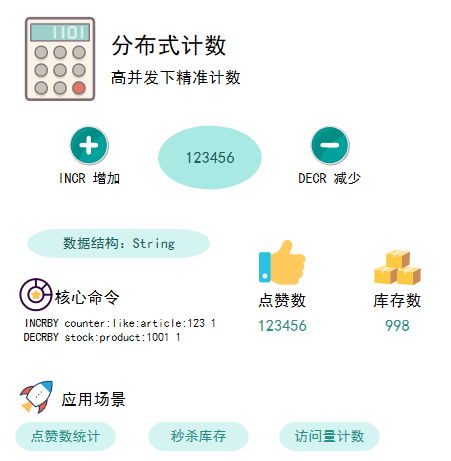 1101
分布式计数
高并发下精准计数
123456
INCR 增加
DECR 减少
数据结构：String
核心命令
INCRBY counter:like:article:123 1
DECRBY stock:product:1001 1
点赞数
123456
库存数
998
应用场景
点赞数统计
秒杀库存
访问量计数